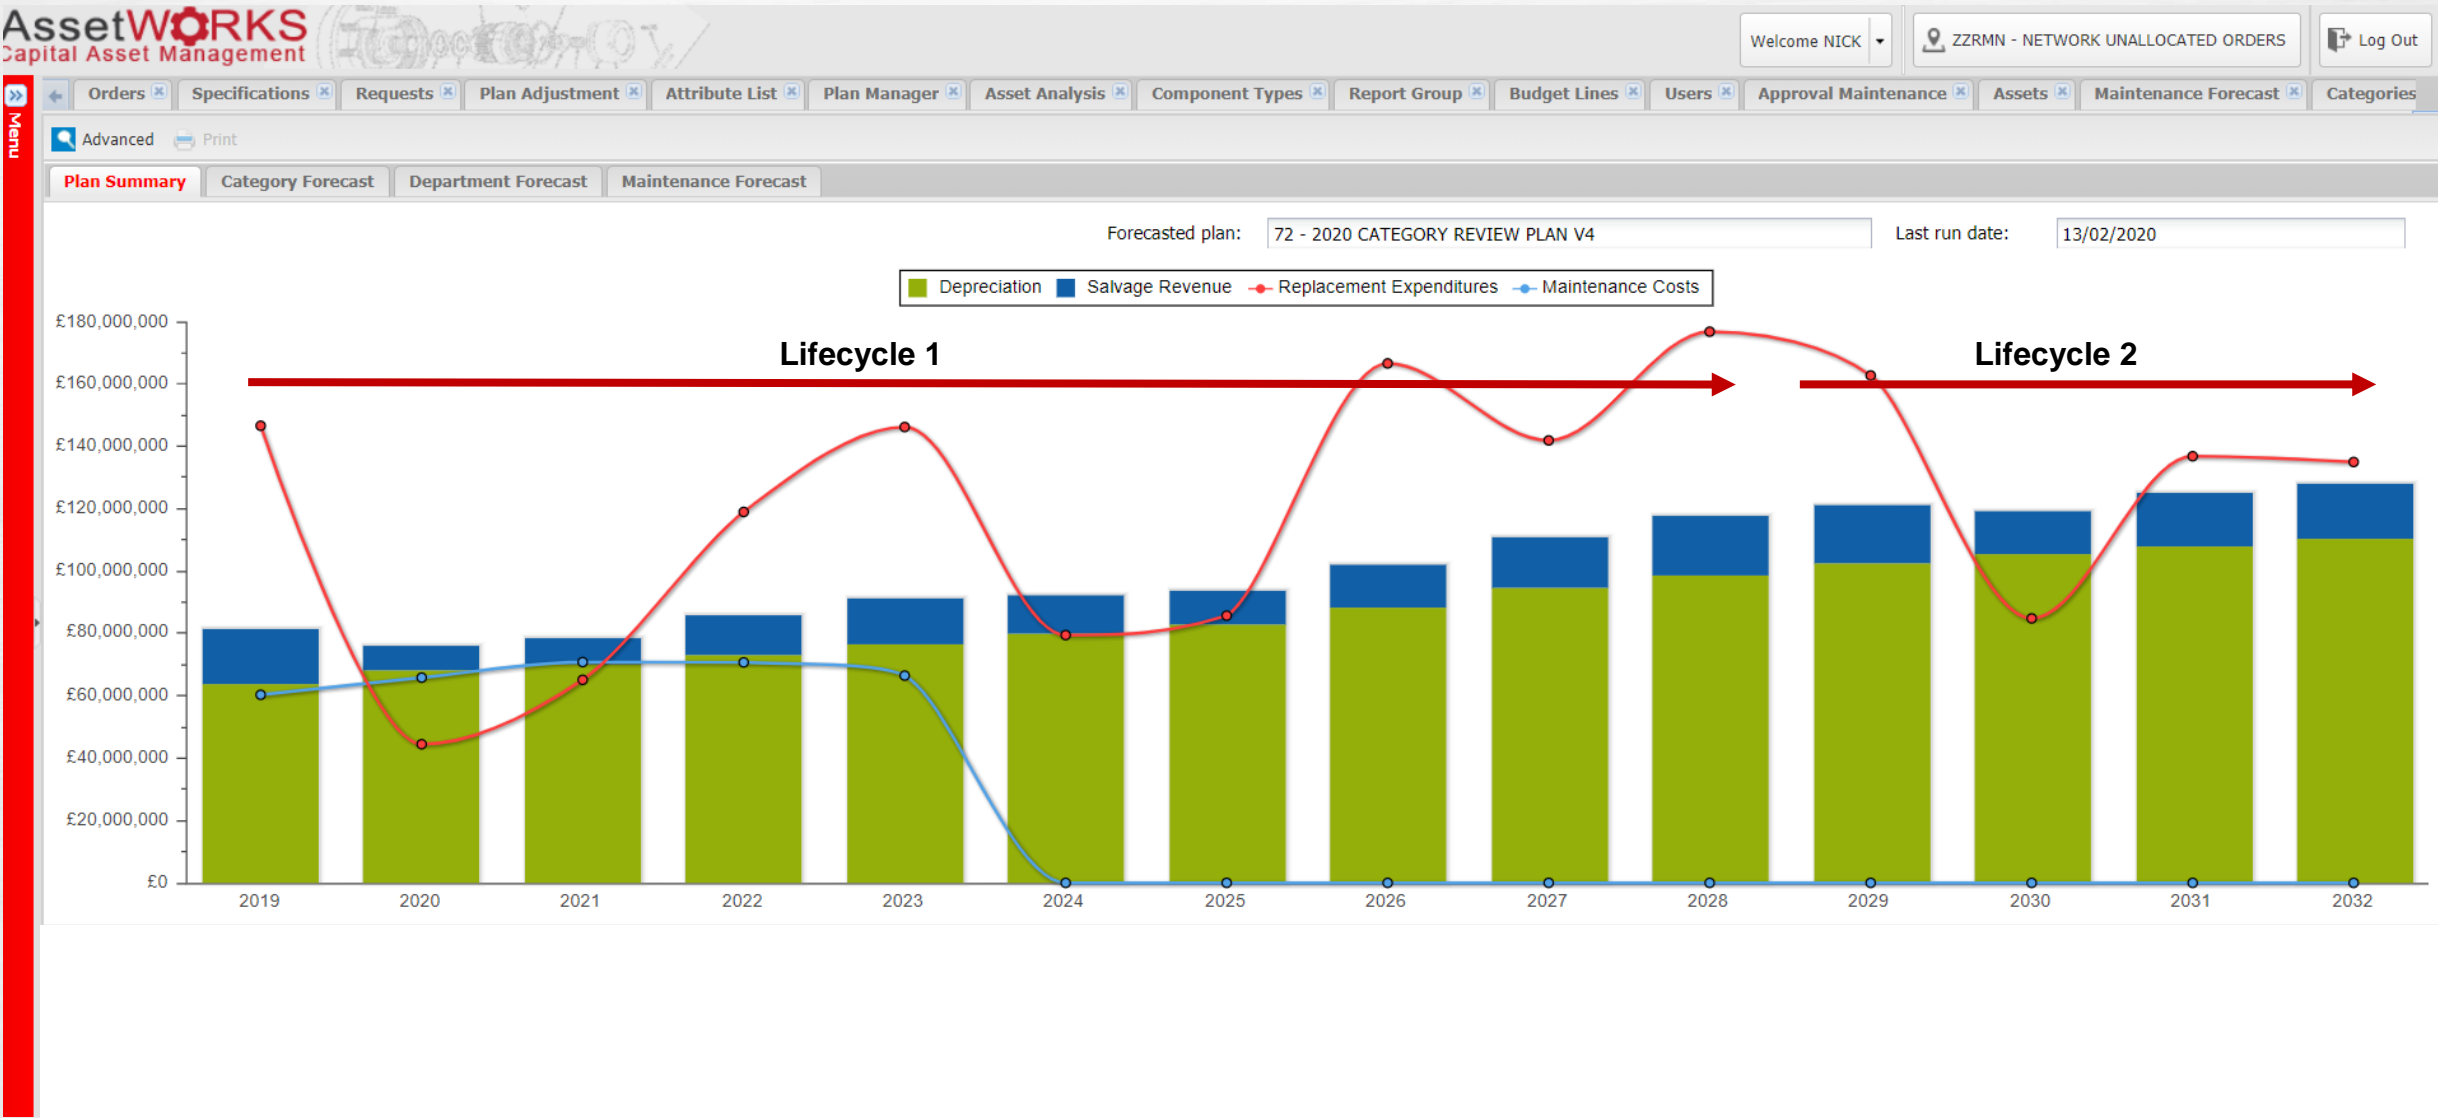 AssetWORKS
Capital Asset Management
Welcome NICK
ZZRMN - NETWORK UNALLOCATED ORDERS
Log Out
Menu
Orders Specifications Requests Plan Adjustment Attribute List Plan Manager Asset Analysis Component Types Report Group Budget Lines Users Approval Maintenance Assets Maintenance Forecast Categories
Advanced Print
Plan Summary Category Forecast Department Forecast Maintenance Forecast
Forecasted plan: 72 - 2020 CATEGORY REVIEW PLAN V4 Last run date: 13/02/2020
Depreciation Salvage Revenue Replacement Expenditures Maintenance Costs
Lifecycle 1
Lifecycle 2
£180,000,000
£160,000,000
£140,000,000
£120,000,000
£100,000,000
£80,000,000
£60,000,000
£40,000,000
£20,000,000
£0
2019 2020 2021 2022 2023 2024 2025 2026 2027 2028 2029 2030 2031 2032